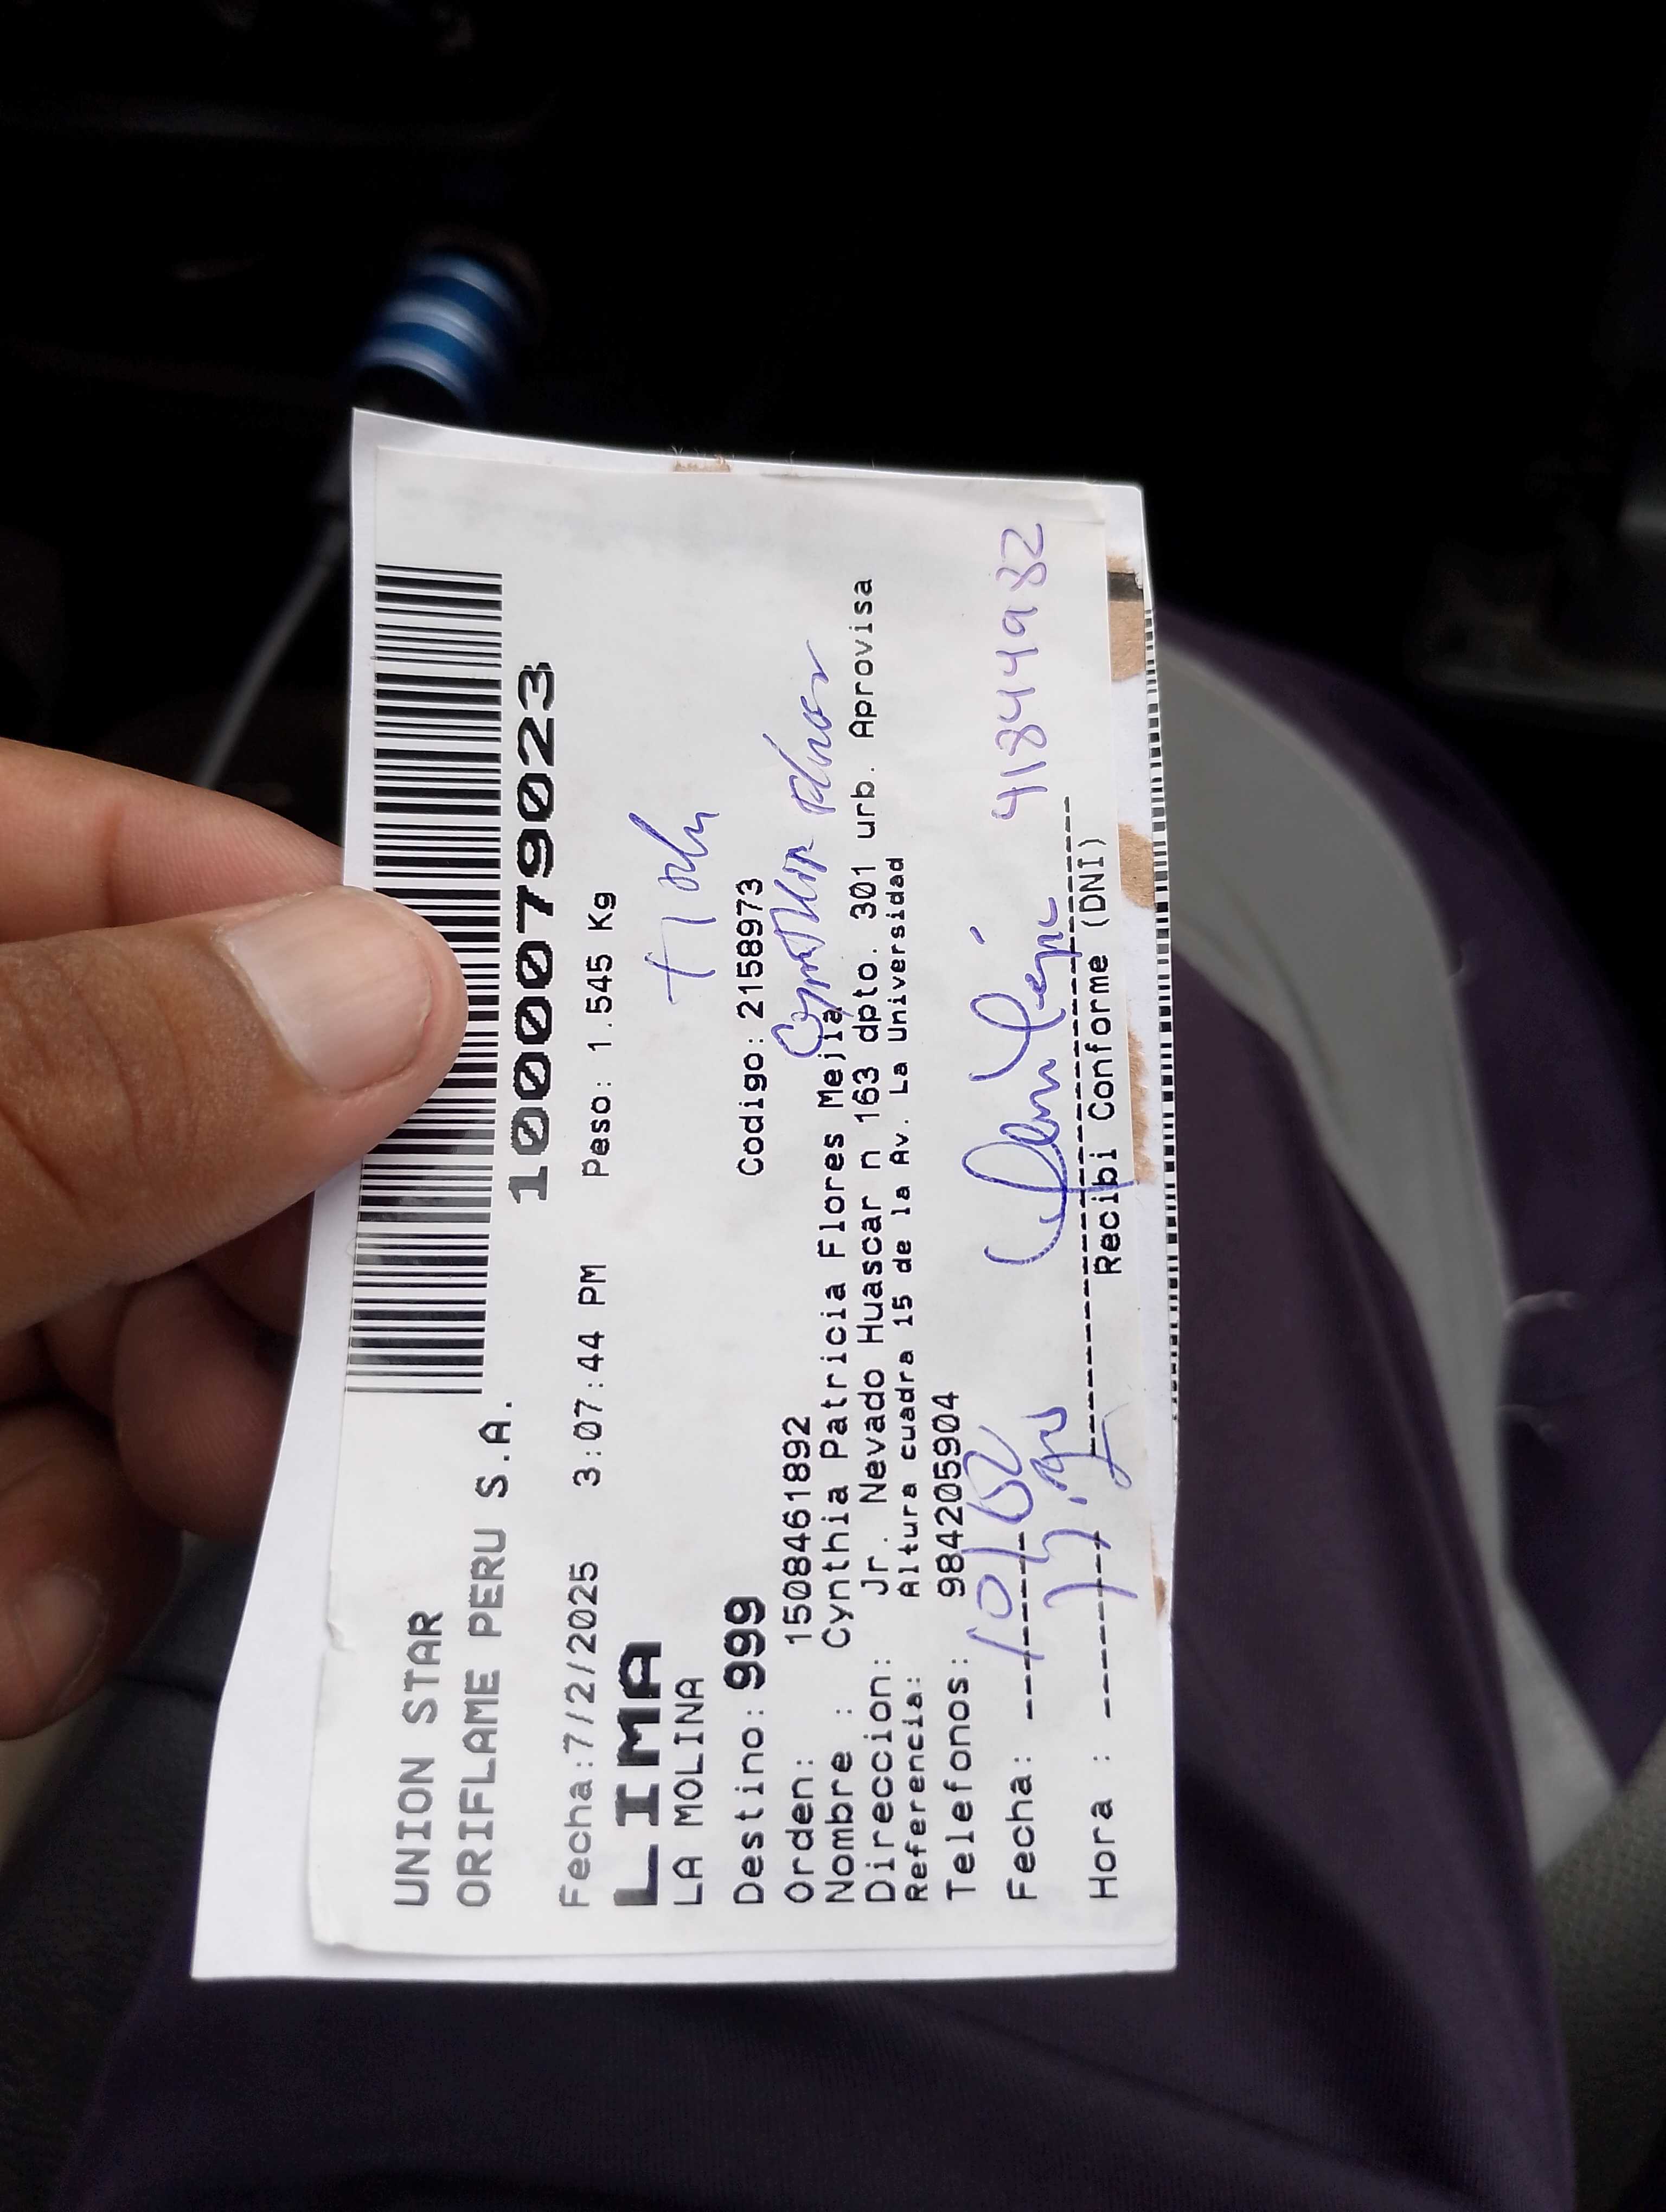 UNION STAR
ORIFLAME PERU S.A.
1000079023
Fecha:7/2/2025 3:07:44 PM Peso: 1.545 Kg
LIMA
LA MOLINA
Destino: 999 Codigo: 2158973
Orden: 1508461892
Nombre : Cynthia Patricia Flores Mejia
Direccion: Jr. Nevado Huascar n 163 dpto. 301 urb. Aprovisa
Referencia: Altura cuadra 15 de la Av. La Universidad
Telefonos: 984205904
Fecha:
Hora :
Recibi Conforme (DNI)